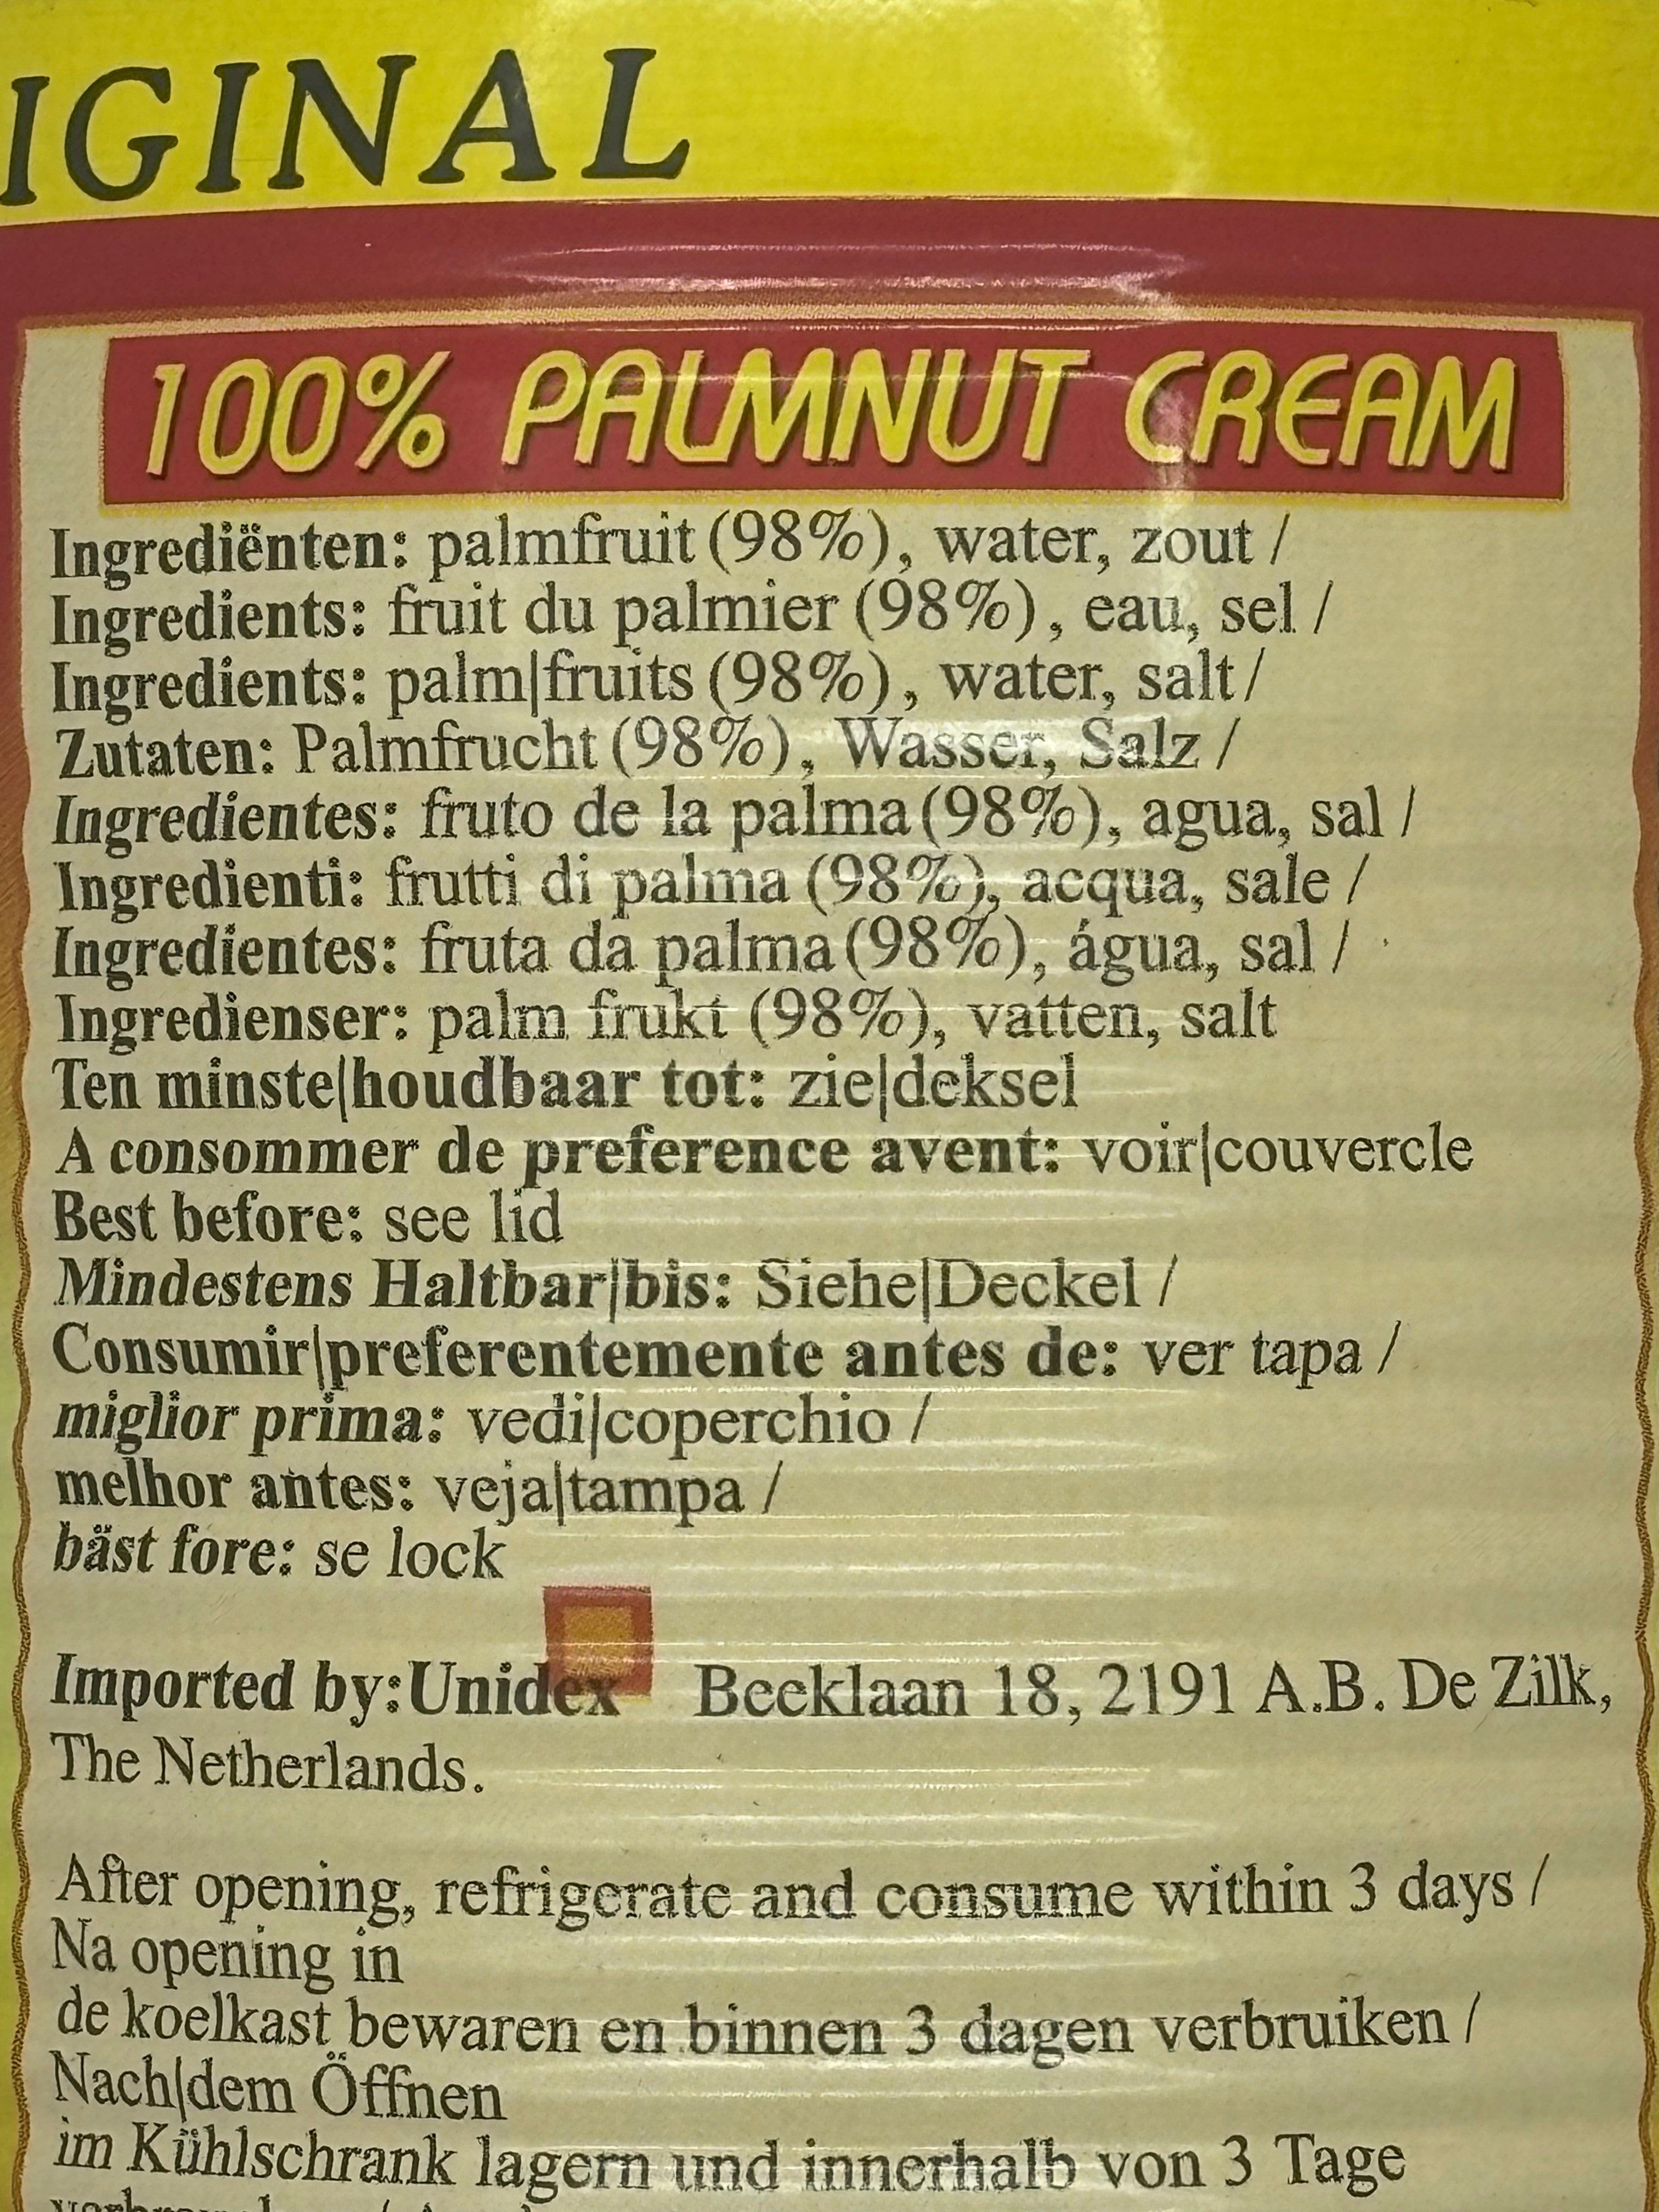 IGINAL
100% PALMNUT CREAM
Ingrediënten: palmfruit (98%), water, zout /
Ingredients: fruit du palmier (98%), eau, sel /
Ingredients: palm|fruits (98%), water, salt /
Zutaten: Palmfrucht (98%), Wasser, Salz /
Ingredientes: fruto de la palma (98%), agua, sal /
Ingredienti: frutti di palma (98%), acqua, sale /
Ingredientes: fruta da palma (98%), água, sal /
Ingredienser: palm frukt (98%), vatten, salt
Ten minste|houdbaar tot: zie|deksel
A consommer de preference avent: voir|couvercle
Best before: see lid
Mindestens Haltbar|bis: Siehe|Deckel /
Consumir|preferentemente antes de: ver tapa /
miglior prima: vedi|coperchio /
melhor antes: veja|tampa /
bäst fore: se lock
Imported by: Unidex Beeklaan 18, 2191 A.B. De Zilk,
The Netherlands.
After opening, refrigerate and consume within 3 days /
Na opening in
de koelkast bewaren en binnen 3 dagen verbruiken /
Nach|dem Öffnen
im Kühlschrank lagern und innerhalb von 3 Tage